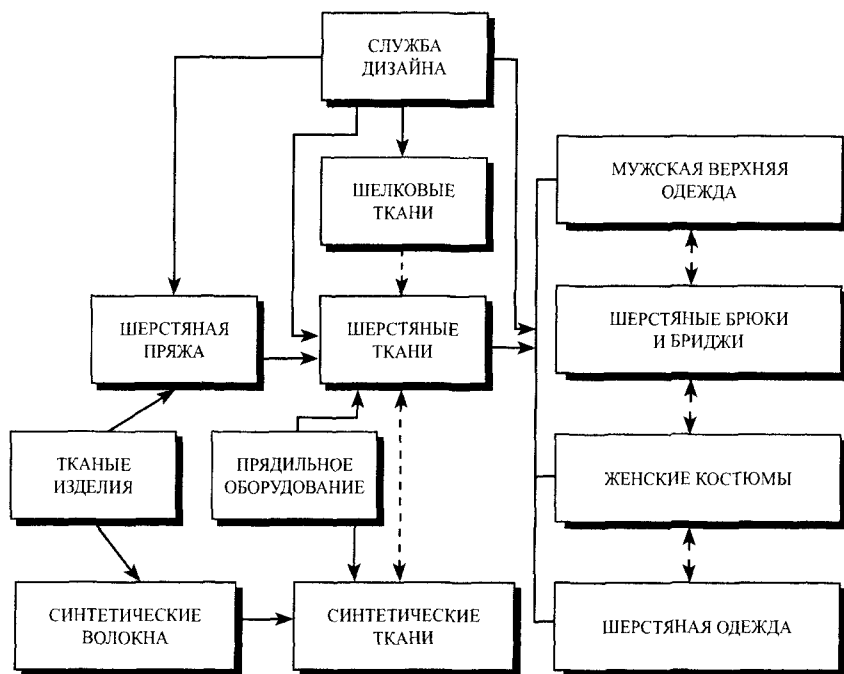 СЛУЖБА
ДИЗАЙНА
ШЕЛКОВЫЕ
ТКАНИ
МУЖСКАЯ ВЕРХНЯЯ
ОДЕЖДА
ШЕРСТЯНАЯ
ПРЯЖА
ШЕРСТЯНЫЕ
ТКАНИ
ШЕРСТЯНЫЕ БРЮКИ
И БРИДЖИ
ТКАНЫЕ
ИЗДЕЛИЯ
ПРЯДИЛЬНОЕ
ОБОРУДОВАНИЕ
ЖЕНСКИЕ КОСТЮМЫ
СИНТЕТИЧЕСКИЕ
ВОЛОКНА
СИНТЕТИЧЕСКИЕ
ТКАНИ
ШЕРСТЯНАЯ ОДЕЖДА